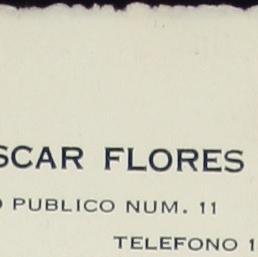 SCAR FLORES
O PUBLICO NUM. 11
TELEFONO 1